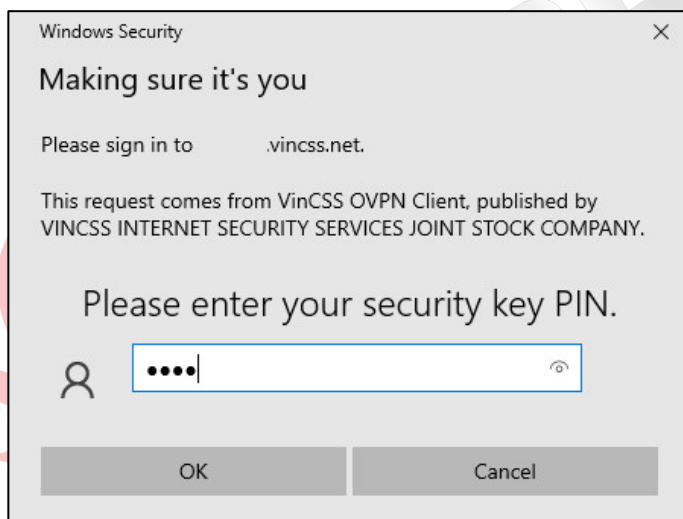 Windows Security
Making sure it's you
Please sign in to .vincss.net.
This request comes from VinCSS OVPN Client, published by
VINCSS INTERNET SECURITY SERVICES JOINT STOCK COMPANY.
Please enter your security key PIN.
OK Cancel